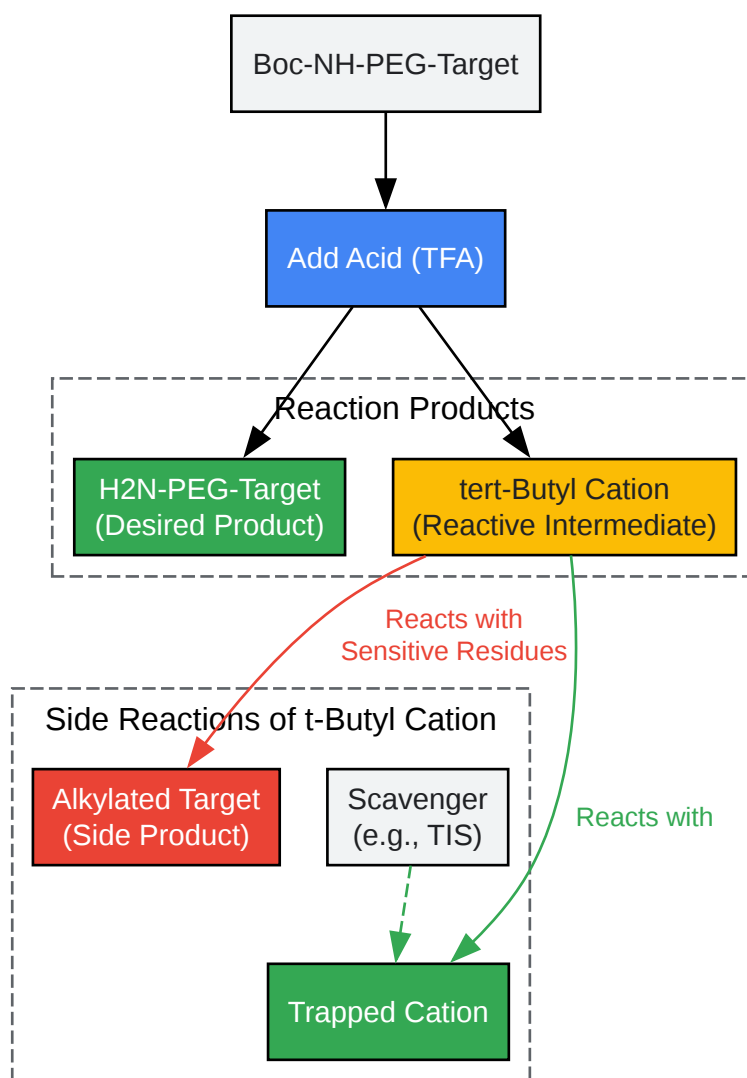 Boc-NH-PEG-Target
Add Acid (TFA)
Reaction Products
H2N-PEG-Target
(Desired Product)
tert-Butyl Cation
(Reactive Intermediate)
Reacts with
Sensitive Residues
Side Reactions of t-Butyl Cation
Alkylated Target
(Side Product)
Scavenger
(e.g., TIS)
Reacts with
Trapped Cation